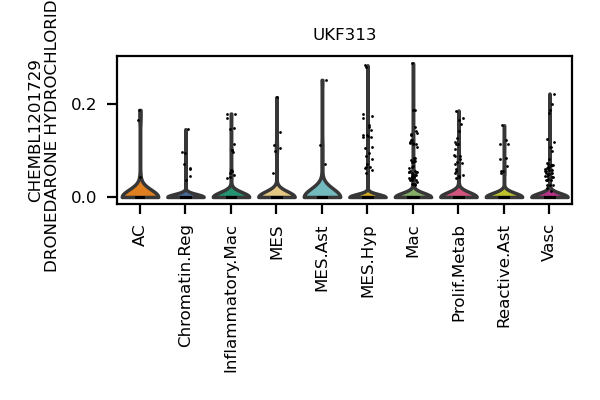 UKF313
CHEMBL1201729
DRONEDARONE HYDROCHLORID
0.2
0.0
AC
Chromatin.Reg
Inflammatory.Mac
MES
MES.Ast
MES.Hyp
Mac
Prolif.Metab
Reactive.Ast
Vasc